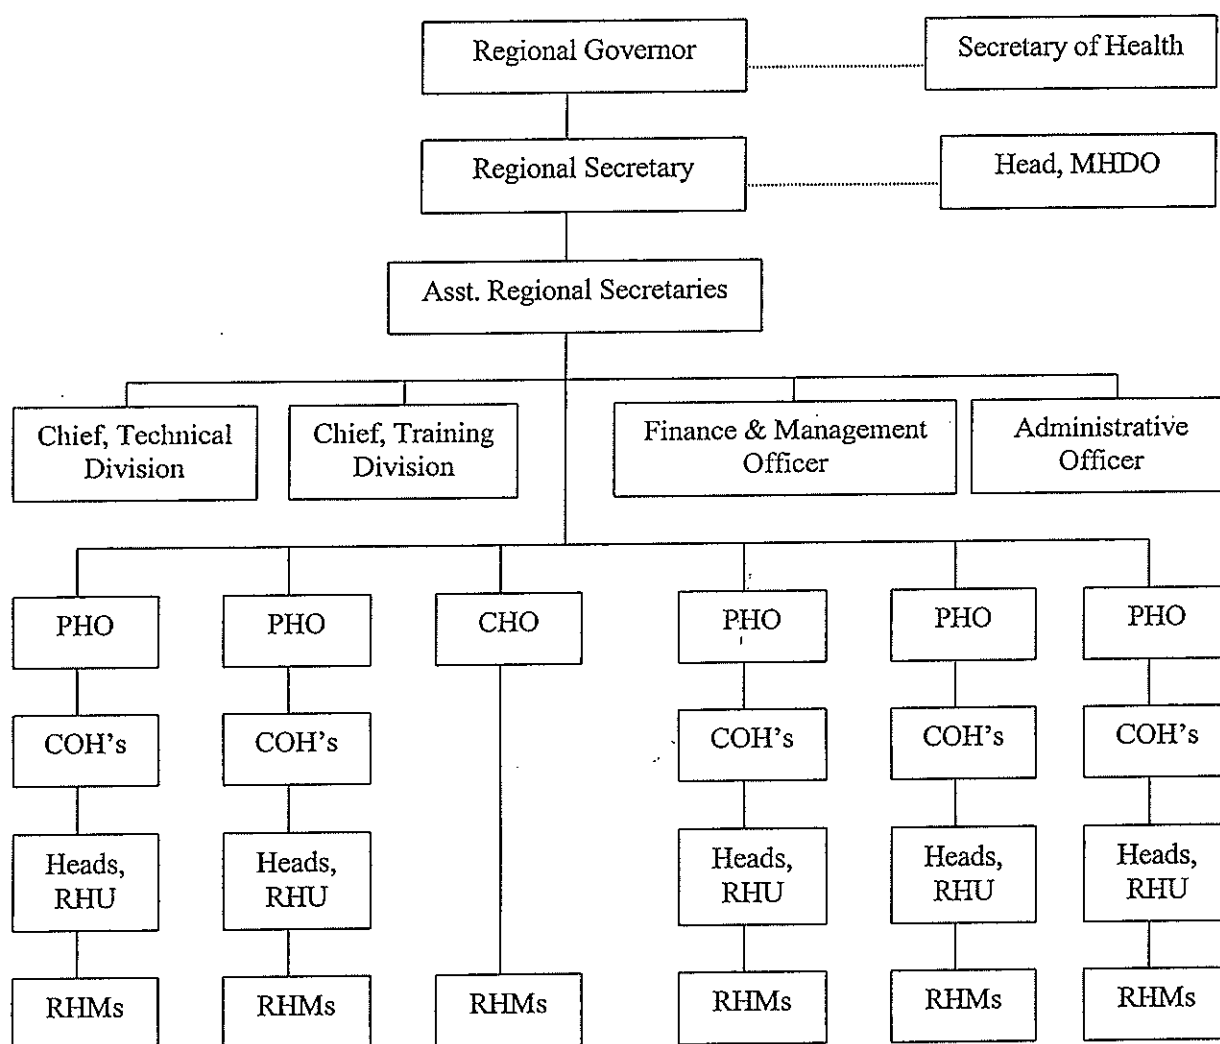 Regional Governor
Secretary of Health
Regional Secretary
Head, MHDO
Asst. Regional Secretaries
Chief, Technical
Division
Chief, Training
Division
Finance & Management
Officer
Administrative
Officer
PHO
PHO
CHO
PHO
PHO
PHO
COH's
COH's
COH's
COH's
COH's
Heads,
RHU
Heads,
RHU
Heads,
RHU
Heads,
RHU
Heads,
RHU
RHMs
RHMs
RHMs
RHMs
RHMs
RHMs